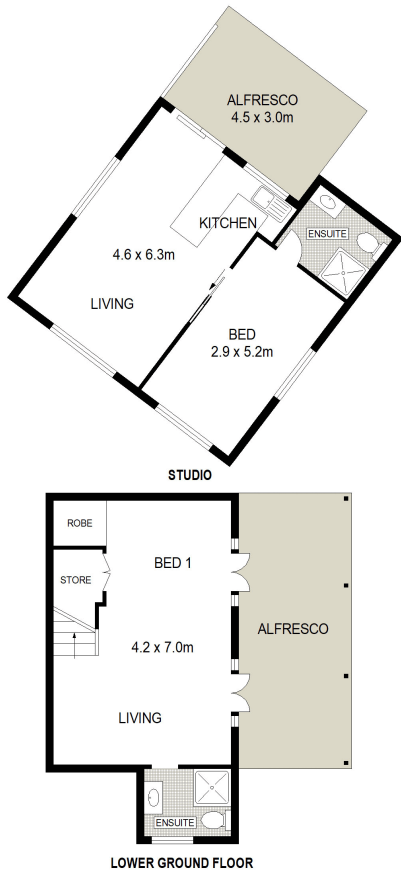 ALFRESCO
4.5 x 3.0m
KITCHEN
ENSUITE
4.6 x 6.3m
LIVING
BED
2.9 x 5.2m
STUDIO
ROBE
BED 1
STORE
ALFRESCO
4.2 x 7.0m
LIVING
ENSUITE
LOWER GROUND FLOOR